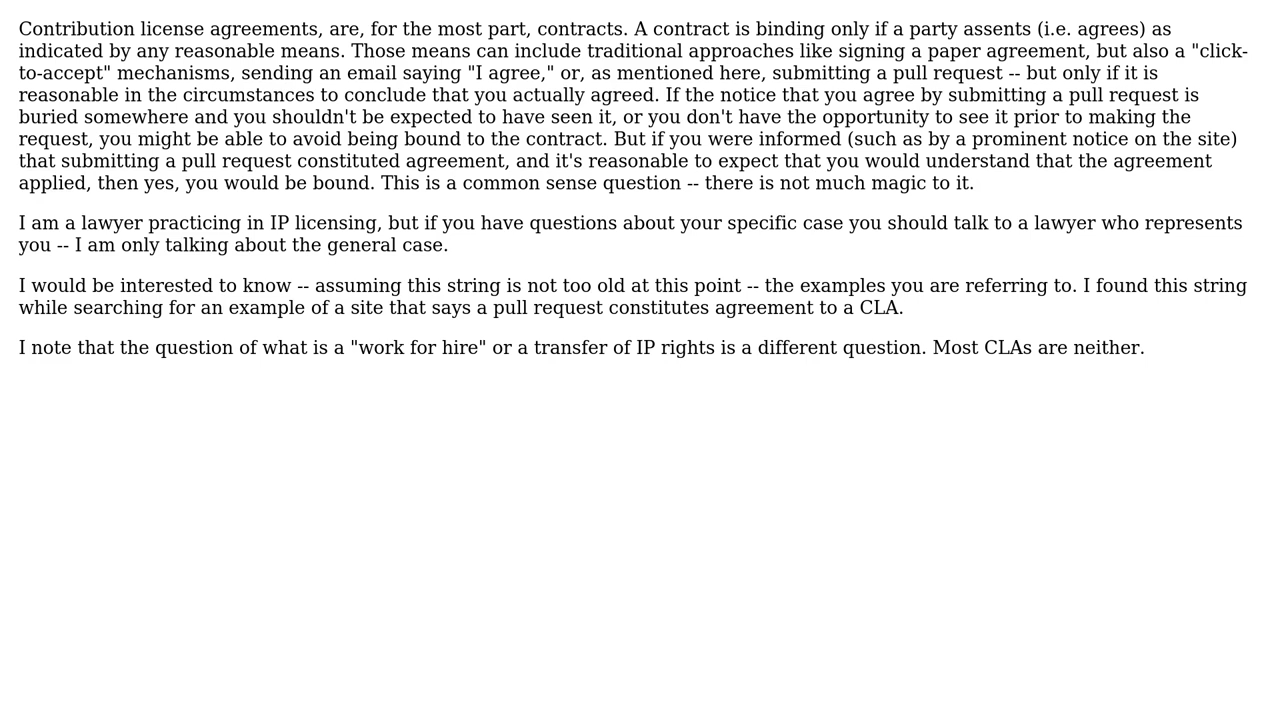 Contribution license agreements, are, for the most part, contracts. A contract is binding only if a party assents (i.e. agrees) as
indicated by any reasonable means. Those means can include traditional approaches like signing a paper agreement, but also a "click-
to-accept" mechanisms, sending an email saying "I agree," or, as mentioned here, submitting a pull request -- but only if it is
reasonable in the circumstances to conclude that you actually agreed. If the notice that you agree by submitting a pull request is
buried somewhere and you shouldn't be expected to have seen it, or you don't have the opportunity to see it prior to making the
request, you might be able to avoid being bound to the contract. But if you were informed (such as by a prominent notice on the site)
that submitting a pull request constituted agreement, and it's reasonable to expect that you would understand that the agreement
applied, then yes, you would be bound. This is a common sense question -- there is not much magic to it.
I am a lawyer practicing in IP licensing, but if you have questions about your specific case you should talk to a lawyer who represents
you -- I am only talking about the general case.
I would be interested to know -- assuming this string is not too old at this point -- the examples you are referring to. I found this string
while searching for an example of a site that says a pull request constitutes agreement to a CLA.
I note that the question of what is a "work for hire" or a transfer of IP rights is a different question. Most CLAs are neither.